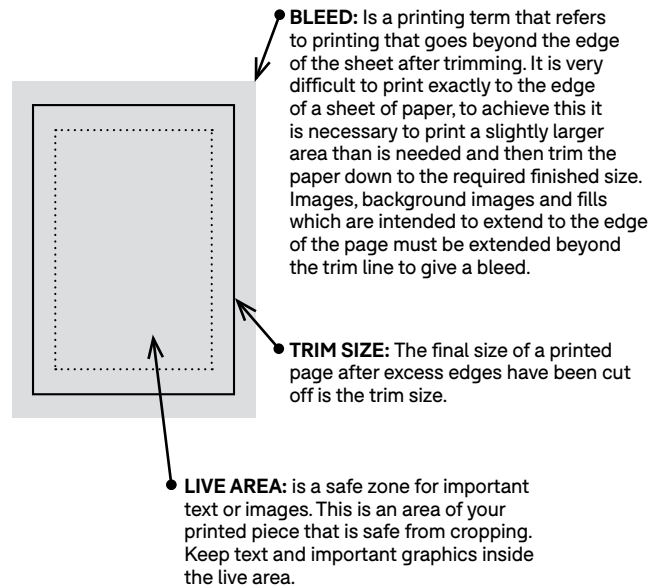 BLEED: Is a printing term that refers
to printing that goes beyond the edge
of the sheet after trimming. It is very
difficult to print exactly to the edge
of a sheet of paper, to achieve this it
is necessary to print a slightly larger
area than is needed and then trim the
paper down to the required finished size.
Images, background images and fills
which are intended to extend to the edge
of the page must be extended beyond
the trim line to give a bleed.
TRIM SIZE: The final size of a printed
page after excess edges have been cut
off is the trim size.
LIVE AREA: is a safe zone for important
text or images. This is an area of your
printed piece that is safe from cropping.
Keep text and important graphics inside
the live area.